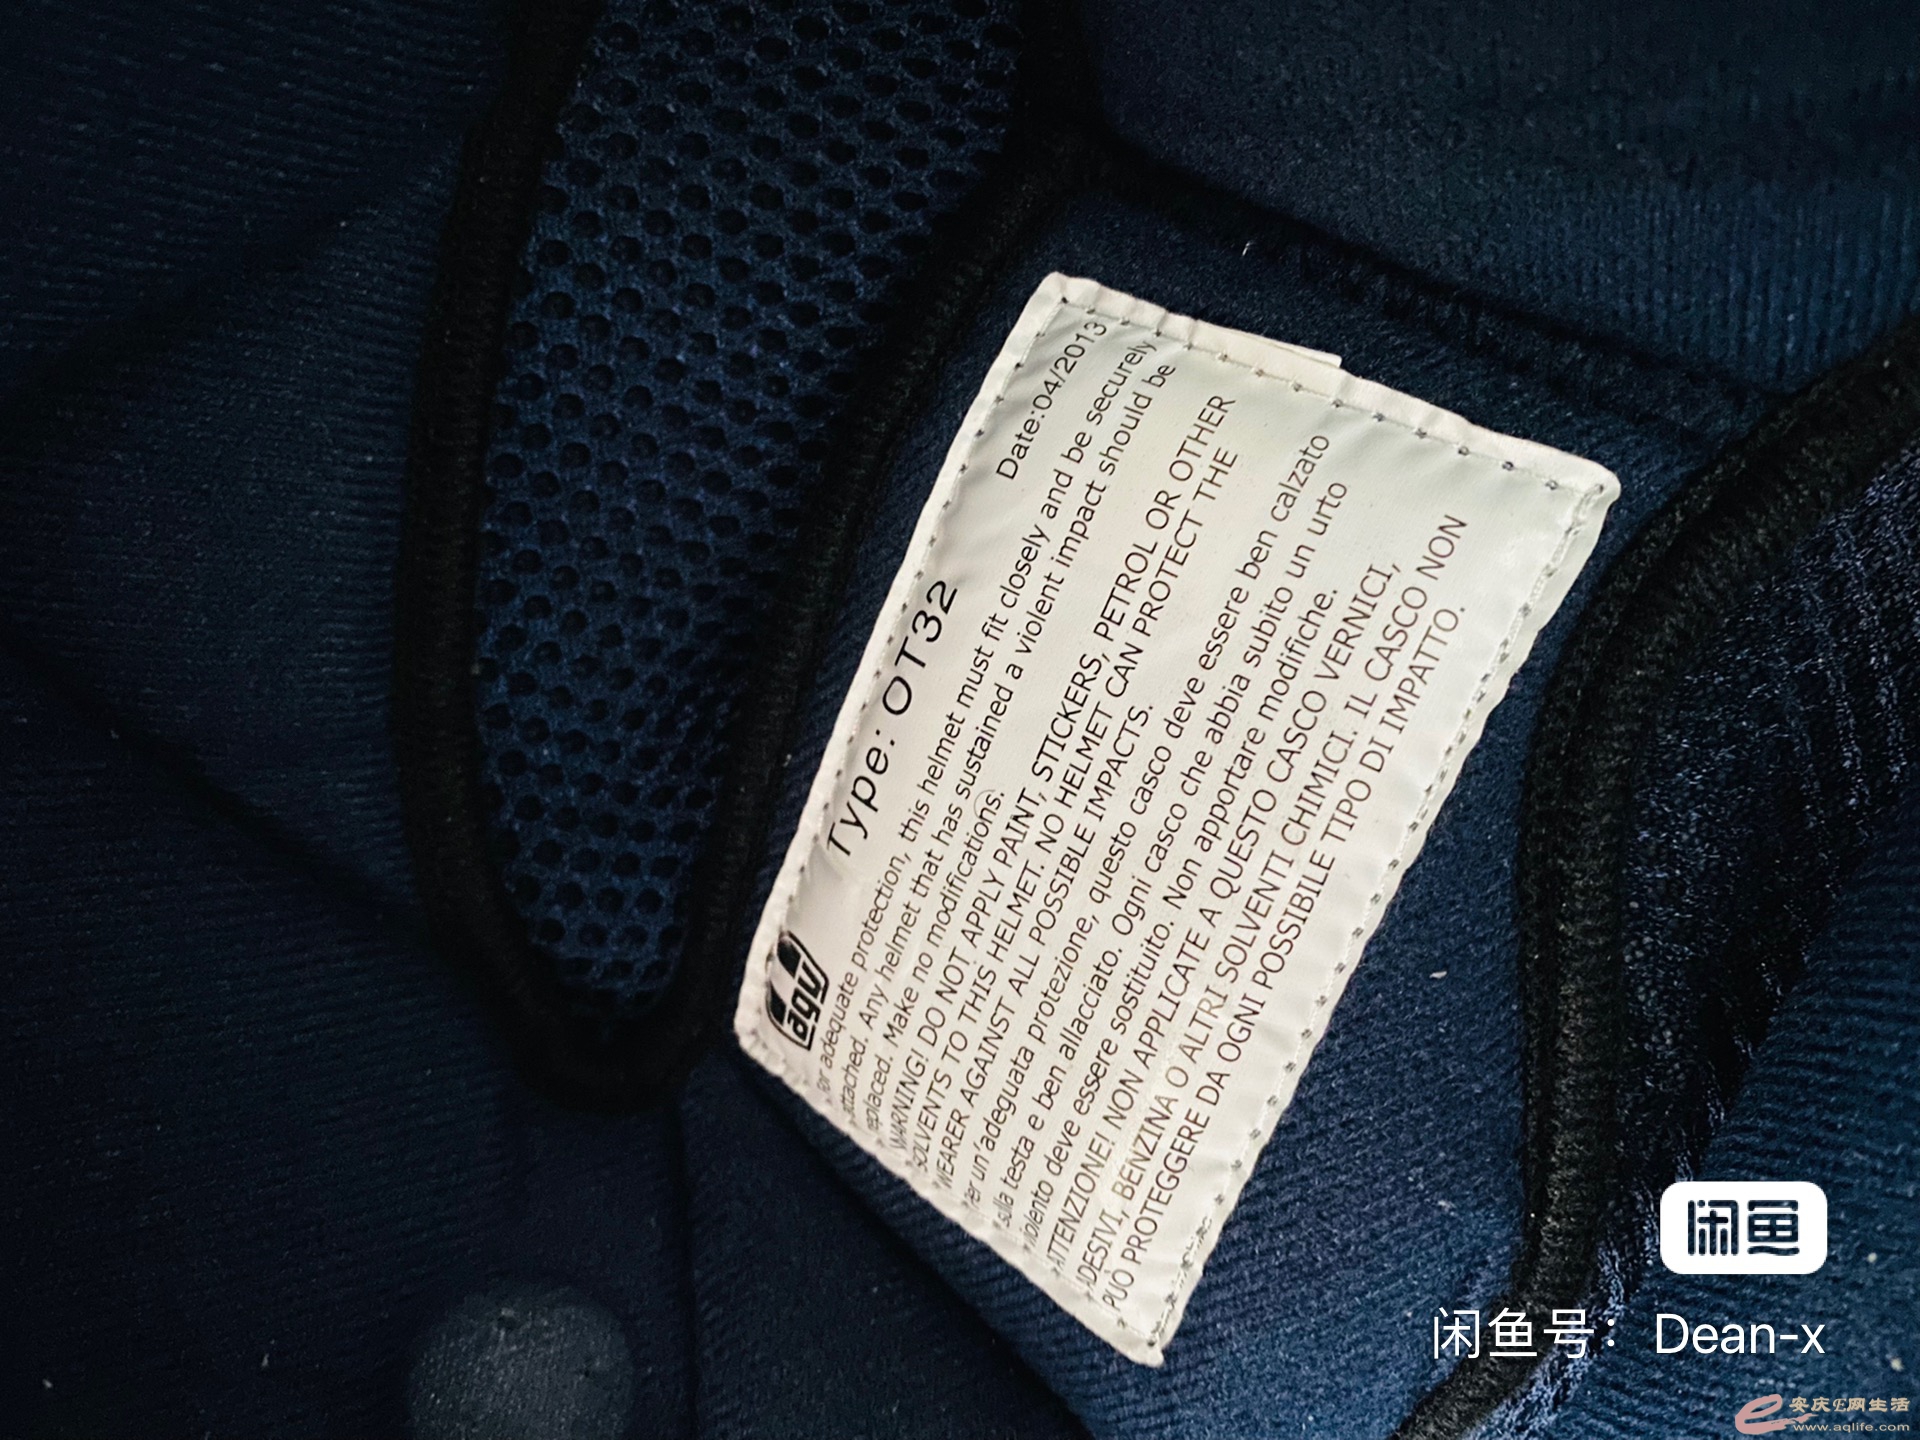 agv
Type: OT32
Date:04/2013
For adequate protection, this helmet must fit closely and be securely
attached. Any helmet that has sustained a violent impact should be
replaced. Make no modifications.
WARNING! DO NOT APPLY PAINT, STICKERS, PETROL OR OTHER
SOLVENTS TO THIS HELMET. NO HELMET CAN PROTECT THE
WEARER AGAINST ALL POSSIBLE IMPACTS.
Per un'adeguata protezione, questo casco deve essere ben calzato
sulla testa e ben allacciato. Ogni casco che abbia subito un urto
violento deve essere sostituito. Non apportare modifiche.
ATTENZIONE! NON APPLICATE A QUESTO CASCO VERNICI,
ADESIVI, BENZINA O ALTRI SOLVENTI CHIMICI. IL CASCO NON
PUÒ PROTEGGERE DA OGNI POSSIBILE TIPO DI IMPATTO.
闲鱼
闲鱼号：Dean-x
安庆E网生活
www.aqlife.com